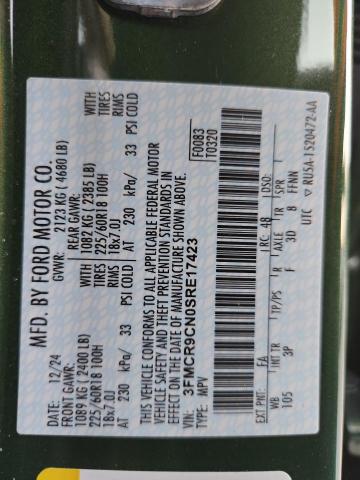 MFD. BY FORD MOTOR CO.
DATE: 12/24 GVWR: 2123 KG ( 4680 LB)
FRONT GAWR: REAR GAWR: WITH
1089 KG ( 2400 LB) 1082 KG ( 2385 LB) WITH TIRES
225/60R18 100H 225/60R18 100H TIRES RIMS
18x7.0J RIMS 18x7.0J
AT 230 kPa/ 33 PSI COLD AT 230 kPa/ 33 PSI COLD
THIS VEHICLE CONFORMS TO ALL APPLICABLE FEDERAL MOTOR
VEHICLE SAFETY AND THEFT PREVENTION STANDARDS IN
EFFECT ON THE DATE OF MANUFACTURE SHOWN ABOVE.
VIN: 3FMCR9CN0SRE17423 F0083
TYPE: MPV T0320
EXT PNT: FA RC: 48 DSO:
WB TP/PS R AXLE TR SPR
105 3P F 3D 8 FFMN
UTC ▽ RU5A-1520472-AA